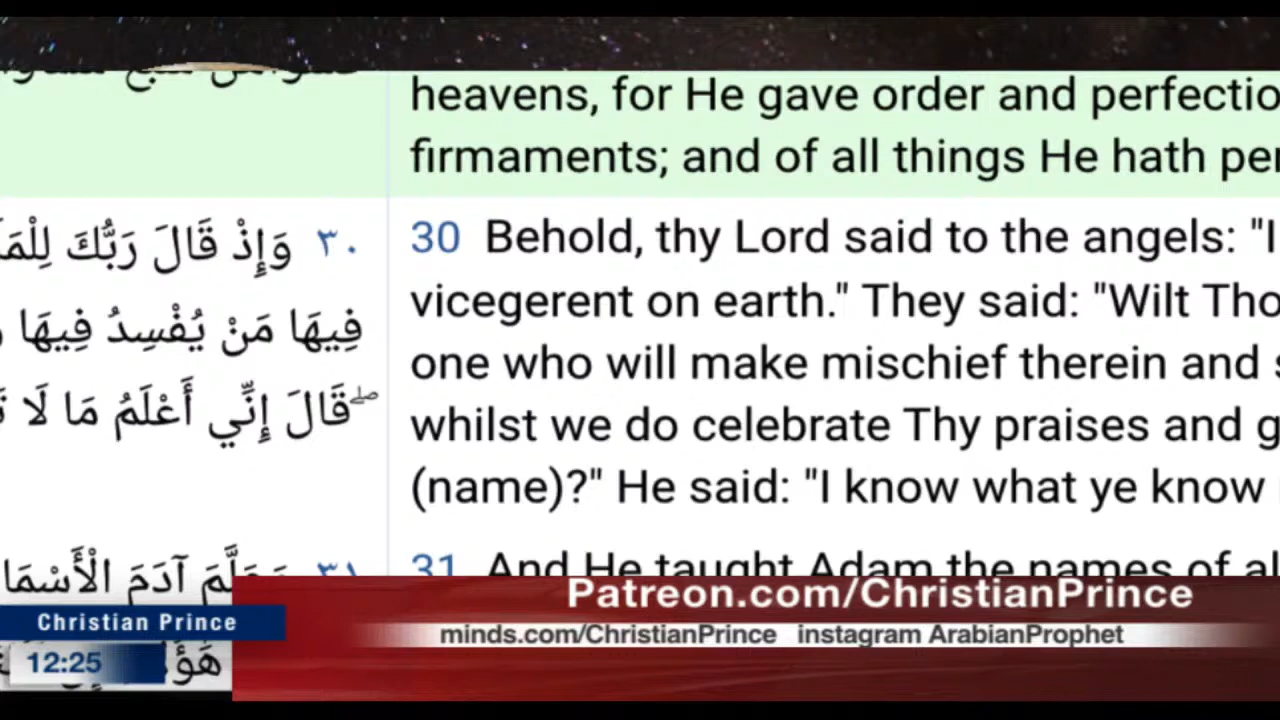 heavens, for He gave order and perfectio
firmaments; and of all things He hath per
٣٠ وَإِذْ قَالَ رَبُّكَ
فِيهَا مَنْ يُفْسِدُ فِيهَا
ۖ قَالَ إِنِّي أَعْلَمُ مَا لَا
30 Behold, thy Lord said to the angels: "I
vicegerent on earth." They said: "Wilt Tho
one who will make mischief therein and s
whilst we do celebrate Thy praises and g
(name)?" He said: "I know what ye know
٣١ وَعَلَّمَ آدَمَ الْأَسْمَا
31 And He taught Adam the names of al
Patreon.com/ChristianPrince
minds.com/ChristianPrince instagram ArabianProphet
Christian Prince
12:25